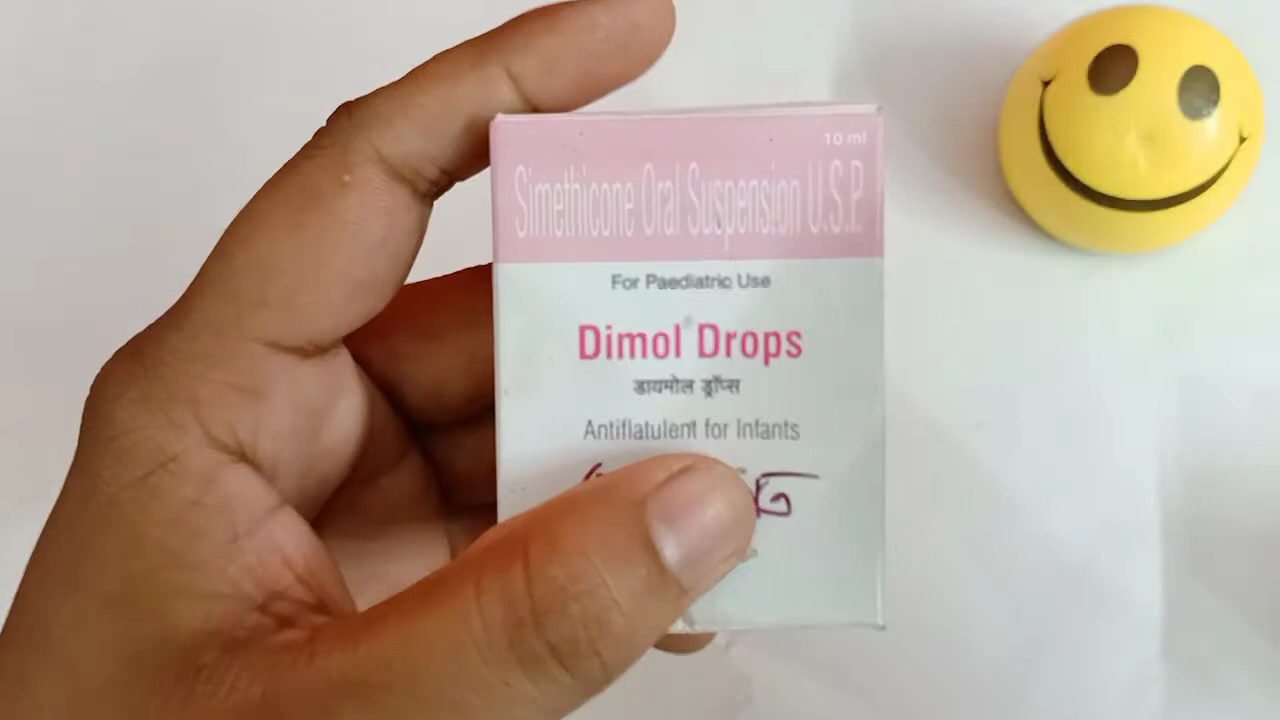 10 ml
Simethicone Oral Suspension U.S.P.
For Paediatric Use
Dimol Drops
डायमोल ड्रॉप्स
Antiflatulent for Infants